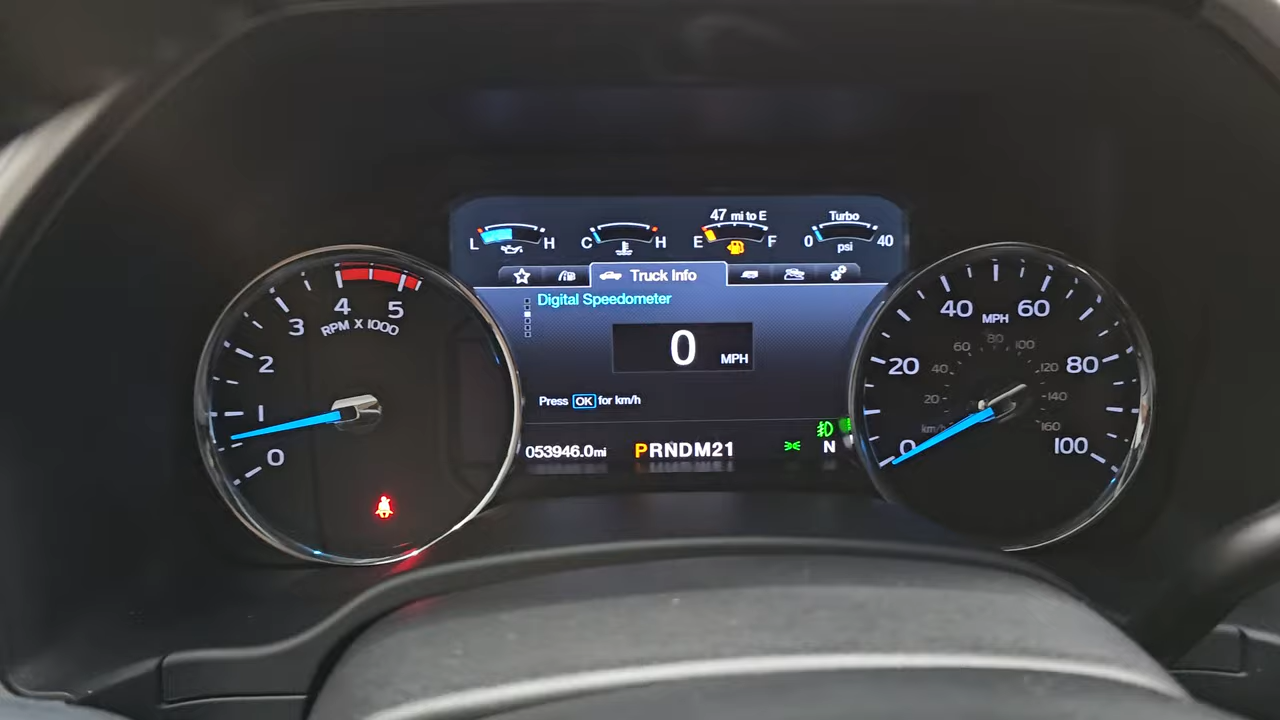 47 mi to E
Turbo
L H
C H
E F
0 psi 40
Truck Info
Digital Speedometer
0 MPH
Press OK for km/h
053946.0mi
PRNDM21
N
0 1 2 3 4 5
RPM X 1000
0 20 40 60 80 100
MPH
20 40 60 80 100 120 140 160
km/h